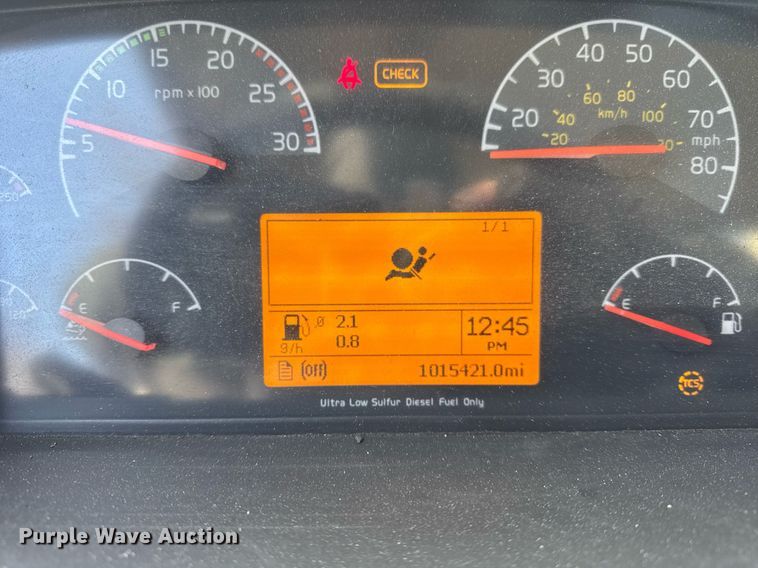 40 50
15 20
30 60
CHECK
60 80
10 rpm x 100 25
km/h
20 40 100 70
5 30
20 mph
80
250
1/1
E F
2.1
12:45
0.8
PM
g/h
E F
(Off) 1015421.0mi
TCS
Ultra Low Sulfur Diesel Fuel Only
Purple Wave Auction